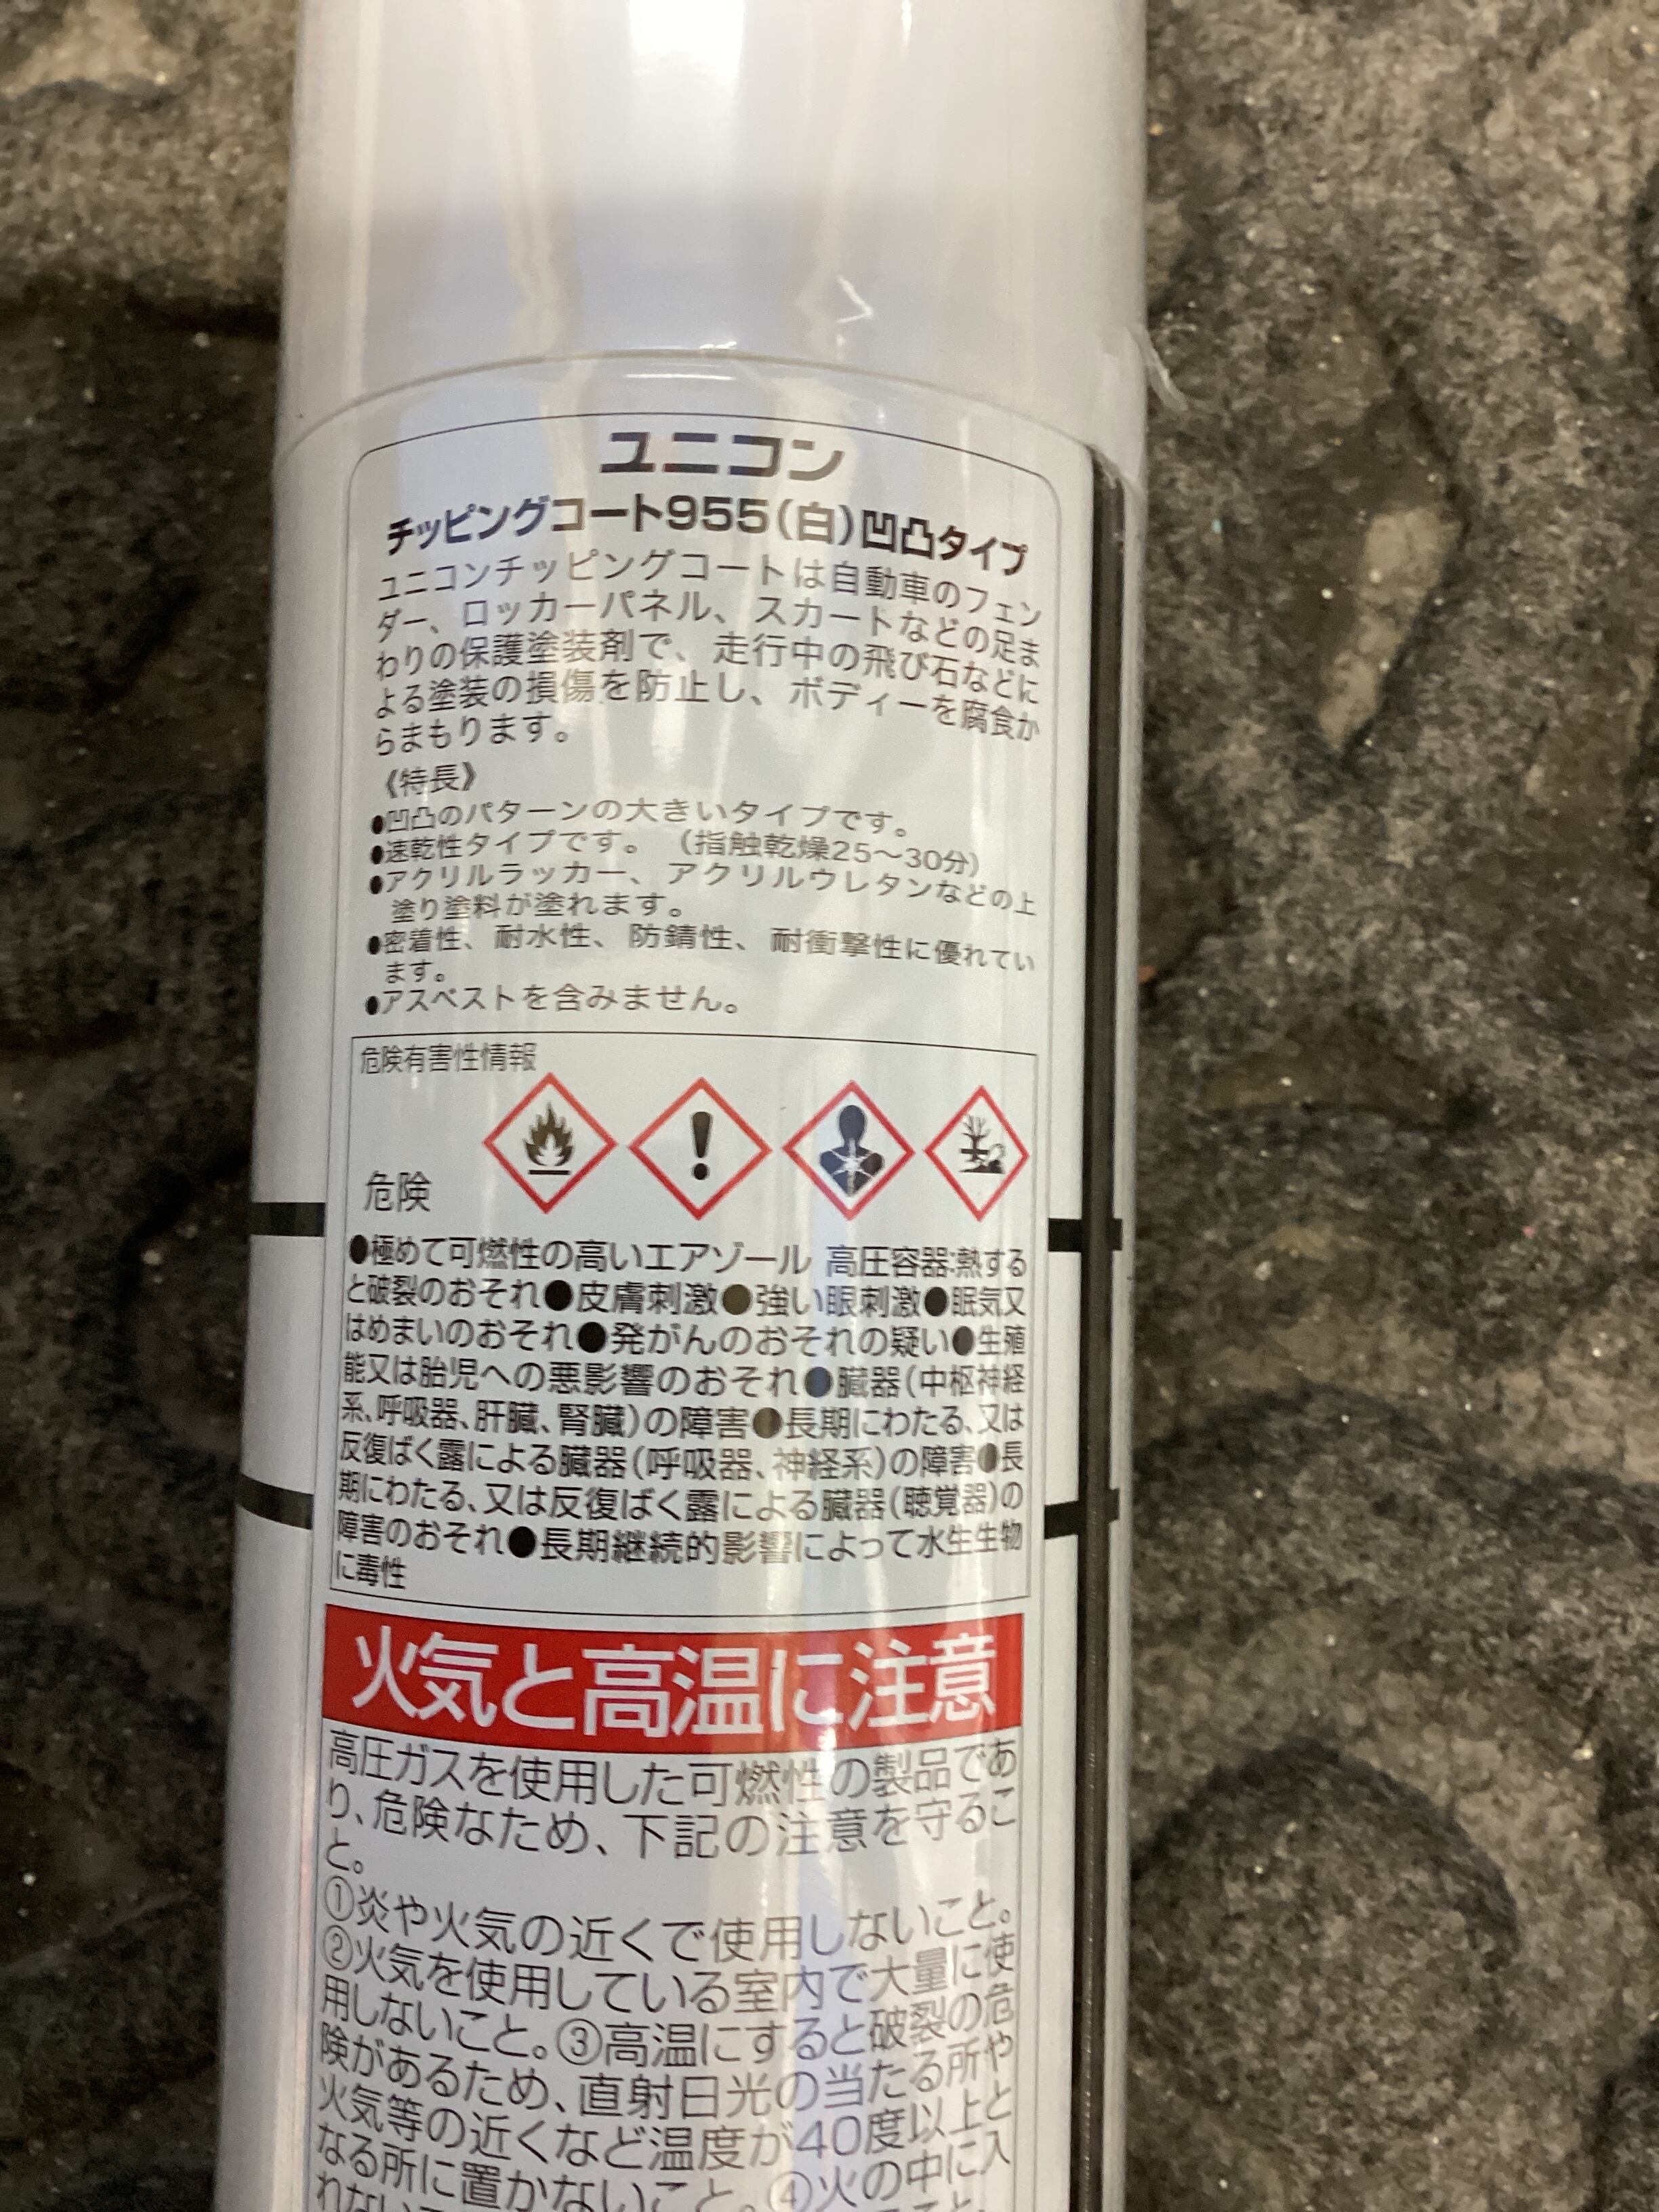 ユニコン
チッピングコート955(白)凹凸タイプ
ユニコンチッピングコートは自動車のフェン
ダー、ロッカーパネル、スカートなどの足ま
わりの保護塗装剤で、走行中の飛び石などに
よる塗装の損傷を防止し、ボディーを腐食か
らまもります。
《特長》
●凹凸のパターンの大きいタイプです。
●速乾性タイプです。(指触乾燥25〜30分)
●アクリルラッカー、アクリルウレタンなどの上
塗り塗料が塗れます。
●密着性、耐水性、防錆性、耐衝撃性に優れてい
ます。
●アスベストを含みません。
危険有害性情報
危険
●極めて可燃性の高いエアゾール 高圧容器:熱する
と破裂のおそれ●皮膚刺激●強い眼刺激●眠気又
はめまいのおそれ●発がんのおそれの疑い●生殖
能又は胎児への悪影響のおそれ●臓器(中枢神経
系、呼吸器、肝臓、腎臓)の障害●長期にわたる、又は
反復ばく露による臓器(呼吸器、神経系)の障害●長
期にわたる、又は反復ばく露による臓器(聴覚器)の
障害のおそれ●長期継続的影響によって水生生物
に毒性
火気と高温に注意
高圧ガスを使用した可燃性の製品であ
り、危険なため、下記の注意を守るこ
と。
①炎や火気の近くで使用しないこと。
②火気を使用している室内で大量に使
用しないこと。③高温にすると破裂の危
険があるため、直射日光の当たる所や
火気等の近くなど温度が40度以上と
なる所に置かないこと。④火の中に入
れない